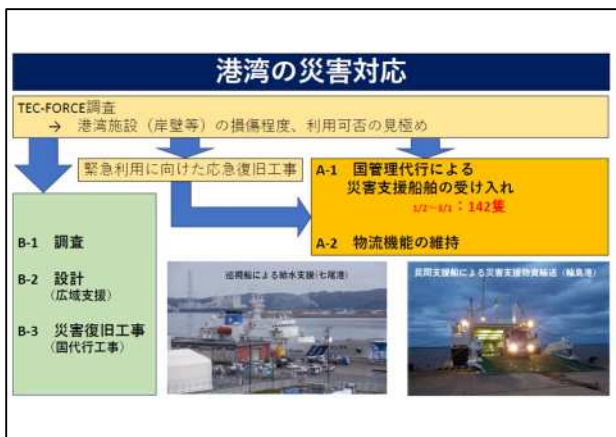 港湾の災害対応
TEC-FORCE調査
→ 港湾施設（岸壁等）の損傷程度、利用可否の見極め
緊急利用に向けた応急復旧工事
A-1 国管理代行による
災害支援船舶の受け入れ
：142隻
A-2 物流機能の維持
B-1 調査
B-2 設計
(広域支援)
B-3 災害復旧工事
(国代行工事)
巡視船による給水支援(七尾港)
民間支援船による災害支援物資輸送（輪島港）